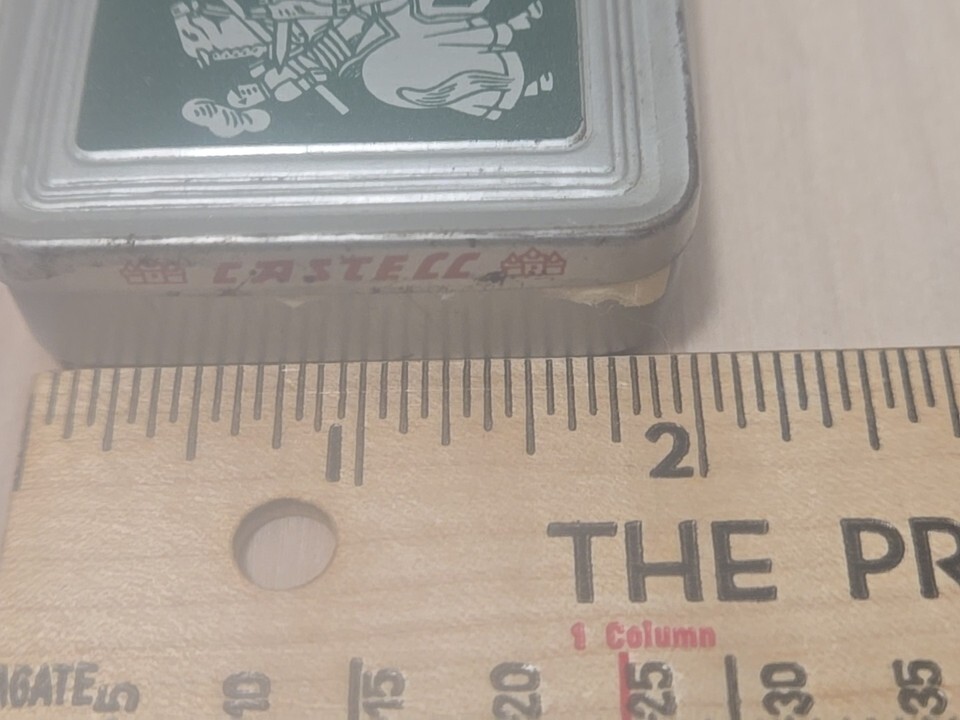 CASTELL
1 2
THE PR
1 Column
AGATE 5 10 15 20 25 30 35